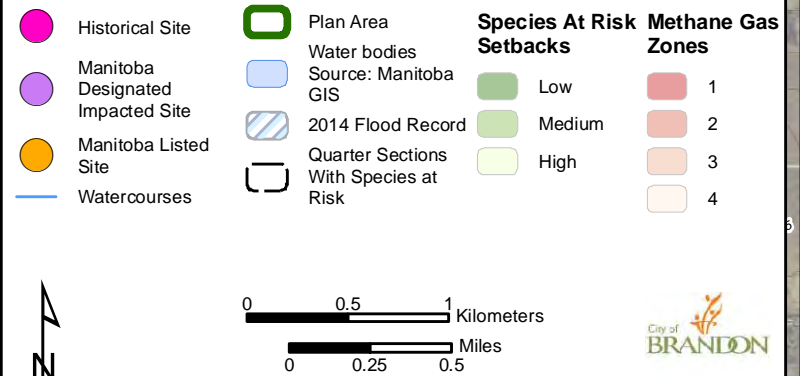 Historical Site
Manitoba
Designated
Impacted Site
Manitoba Listed
Site
Watercourses
Plan Area
Water bodies
Source: Manitoba
GIS
2014 Flood Record
Quarter Sections
With Species at
Risk
Species At Risk
Setbacks
Low
Medium
High
Methane Gas
Zones
1
2
3
4
N
0 0.5 1
Kilometers
Miles
0 0.25 0.5
City of
BRANDON